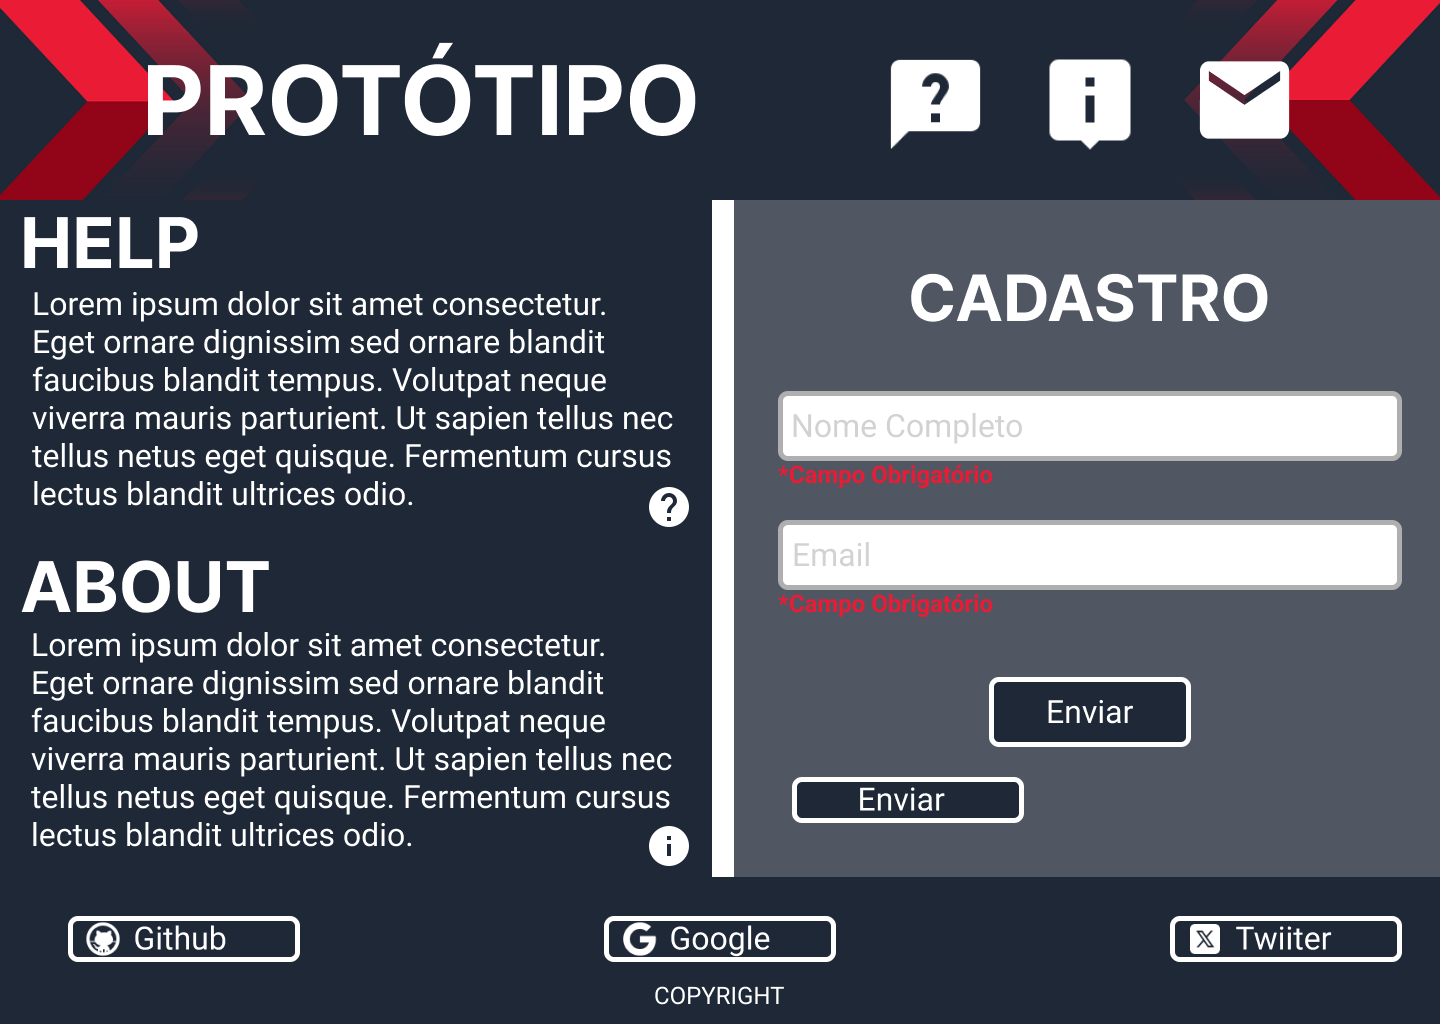 PROTÓTIPO
HELP
Lorem ipsum dolor sit amet consectetur.
Eget ornare dignissim sed ornare blandit
faucibus blandit tempus. Volutpat neque
viverra mauris parturient. Ut sapien tellus nec
tellus netus eget quisque. Fermentum cursus
lectus blandit ultrices odio.
ABOUT
Lorem ipsum dolor sit amet consectetur.
Eget ornare dignissim sed ornare blandit
faucibus blandit tempus. Volutpat neque
viverra mauris parturient. Ut sapien tellus nec
tellus netus eget quisque. Fermentum cursus
lectus blandit ultrices odio.
CADASTRO
Nome Completo
*Campo Obrigatório
Email
*Campo Obrigatório
Enviar
Enviar
Github
Google
Twiiter
COPYRIGHT